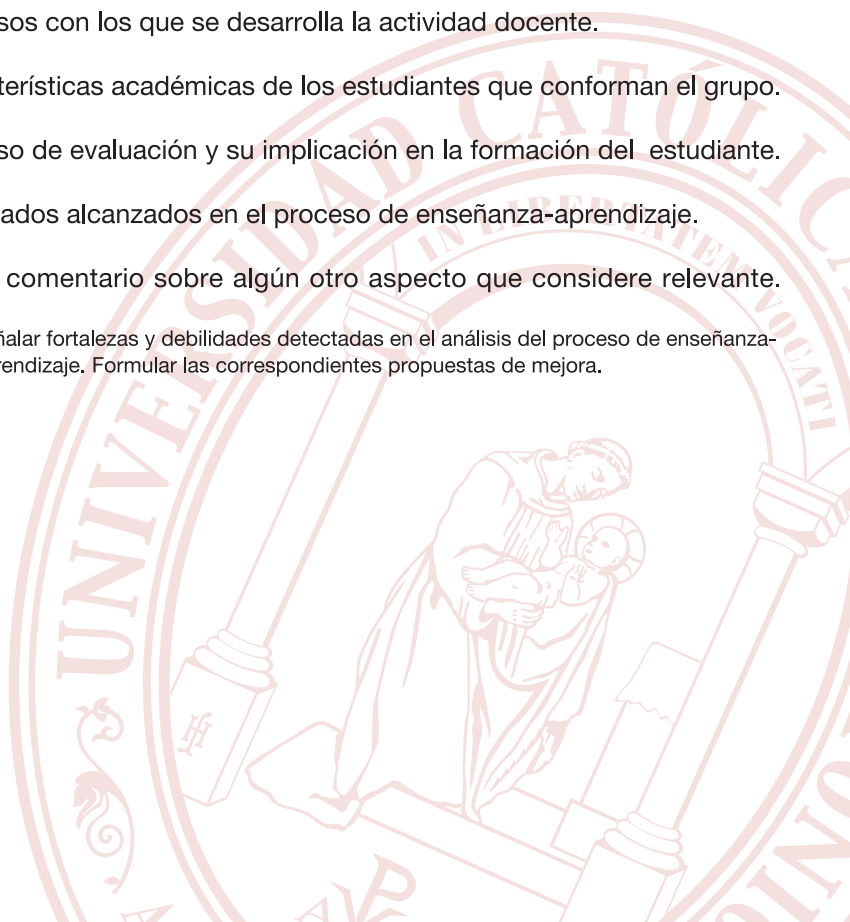 sos con los que se desarrolla la actividad docente.
terísticas académicas de los estudiantes que conforman el grupo.
so de evaluación y su implicación en la formación del estudiante.
ados alcanzados en el proceso de enseñanza-aprendizaje.
comentario sobre algún otro aspecto que considere relevante.
ñalar fortalezas y debilidades detectadas en el análisis del proceso de enseñanza-
rendizaje. Formular las correspondientes propuestas de mejora.
UNIVERSIDAD CATÓLICA
IN LIBERTATEM VOCATI